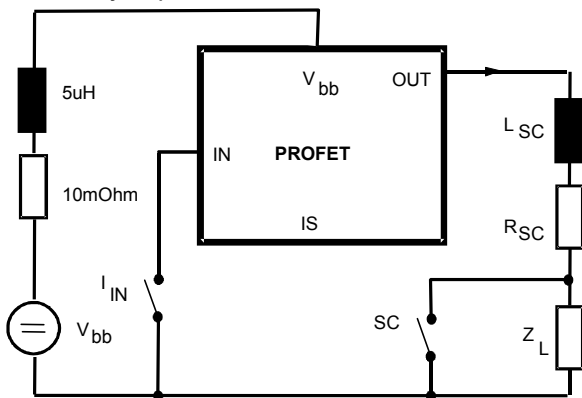 5uH
10mOhm
V bb
V bb
OUT
IN
PROFET
IS
I IN
SC
L SC
R SC
Z L